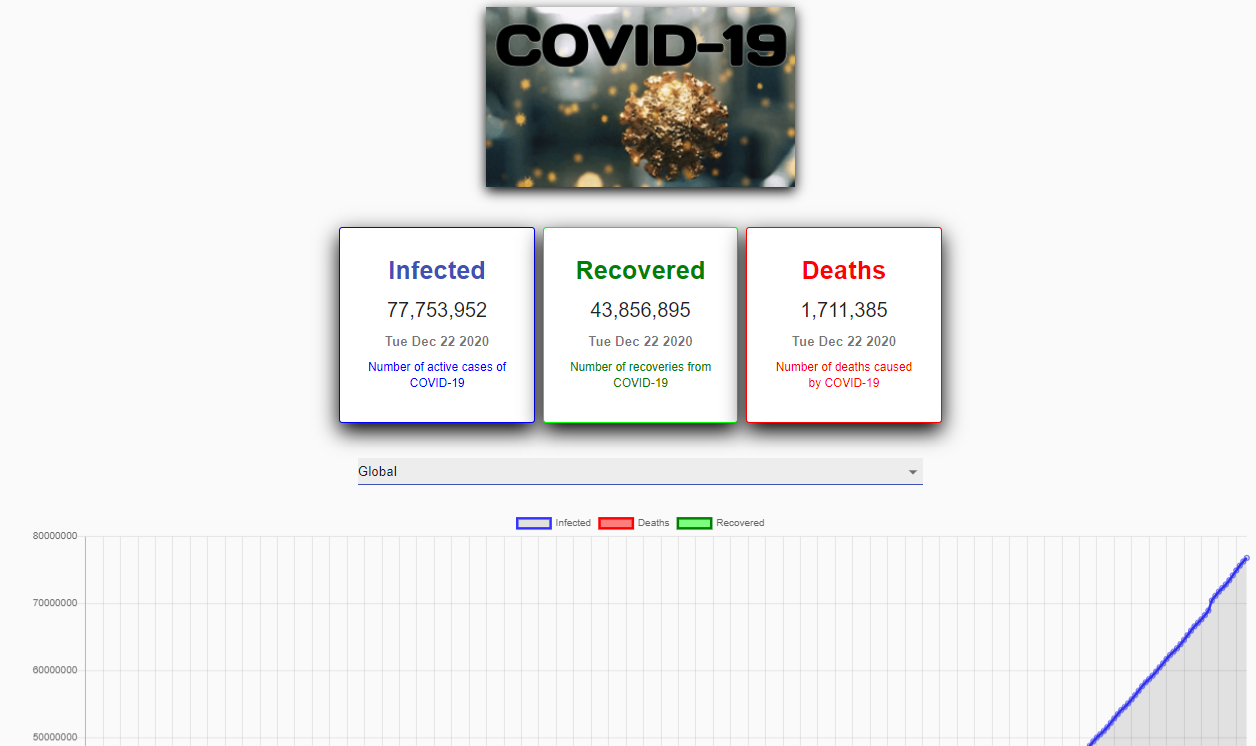 COVID-19
Infected
77,753,952
Tue Dec 22 2020
Number of active cases of
COVID-19
Recovered
43,856,895
Tue Dec 22 2020
Number of recoveries from
COVID-19
Deaths
1,711,385
Tue Dec 22 2020
Number of deaths caused
by COVID-19
Global
Infected Deaths Recovered
80000000
70000000
60000000
50000000